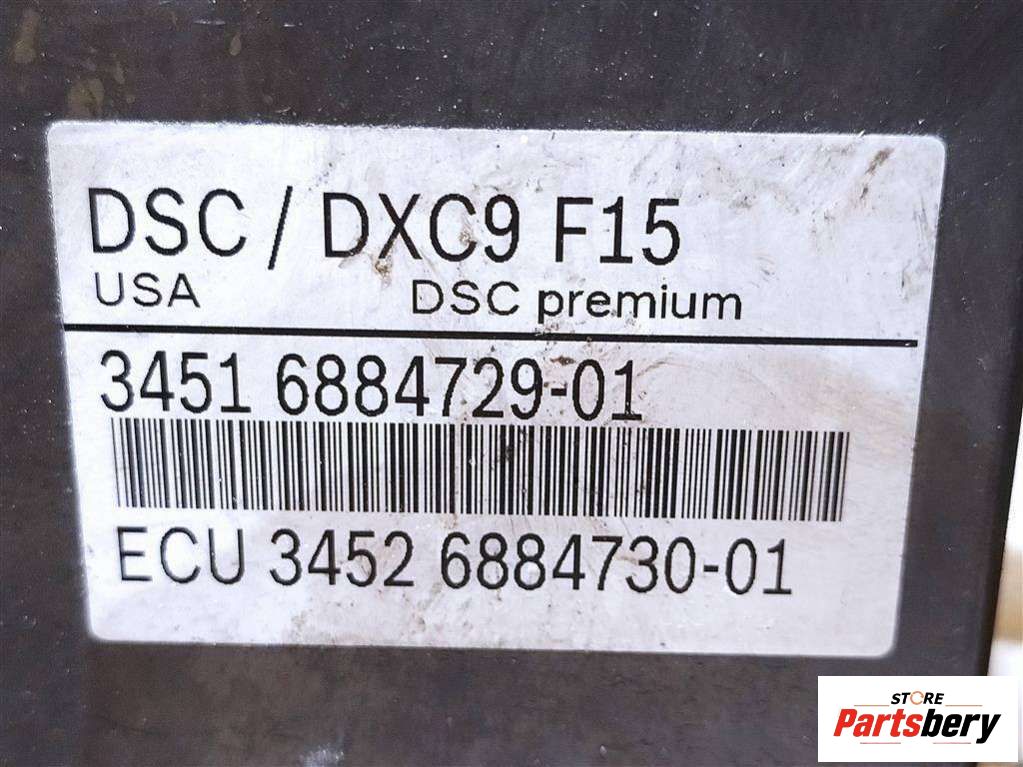 DSC / DXC9 F15
USA DSC premium
3451 6884729-01
ECU 3452 6884730-01
STORE
Partsbery